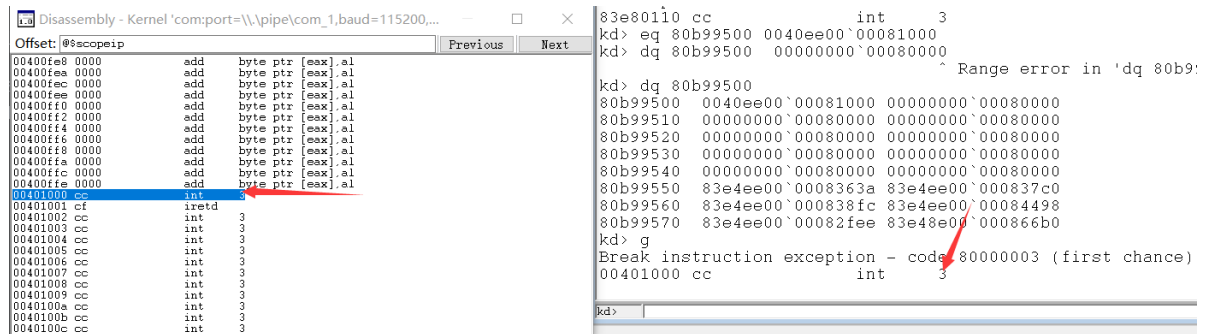 Disassembly - Kernel 'com:port=\\.\pipe\com_1,baud=115200,...
Offset: @$scopeip
Previous Next
00400fe8 0000 add byte ptr [eax],al
00400fea 0000 add byte ptr [eax],al
00400fec 0000 add byte ptr [eax],al
00400fee 0000 add byte ptr [eax],al
00400ff0 0000 add byte ptr [eax],al
00400ff2 0000 add byte ptr [eax],al
00400ff4 0000 add byte ptr [eax],al
00400ff6 0000 add byte ptr [eax],al
00400ff8 0000 add byte ptr [eax],al
00400ffa 0000 add byte ptr [eax],al
00400ffc 0000 add byte ptr [eax],al
00400ffe 0000 add byte ptr [eax],al
00401000 cc int 3
00401001 cf iretd
00401002 cc int 3
00401003 cc int 3
00401004 cc int 3
00401005 cc int 3
00401006 cc int 3
00401007 cc int 3
00401008 cc int 3
00401009 cc int 3
0040100a cc int 3
0040100b cc int 3
0040100c cc int 3
83e80110 cc int 3
kd> eq 80b99500 0040ee00`00081000
kd> dq 80b99500 00000000`00080000
^ Range error in 'dq 80b9
kd> dq 80b99500
80b99500 0040ee00`00081000 00000000`00080000
80b99510 00000000`00080000 00000000`00080000
80b99520 00000000`00080000 00000000`00080000
80b99530 00000000`00080000 00000000`00080000
80b99540 00000000`00080000 00000000`00080000
80b99550 83e4ee00`0008363a 83e4ee00`000837c0
80b99560 83e4ee00`000838fc 83e4ee00`00084498
80b99570 83e4ee00`00082fee 83e48e00`000866b0
kd> g
Break instruction exception - code 80000003 (first chance)
00401000 cc int 3
kd>